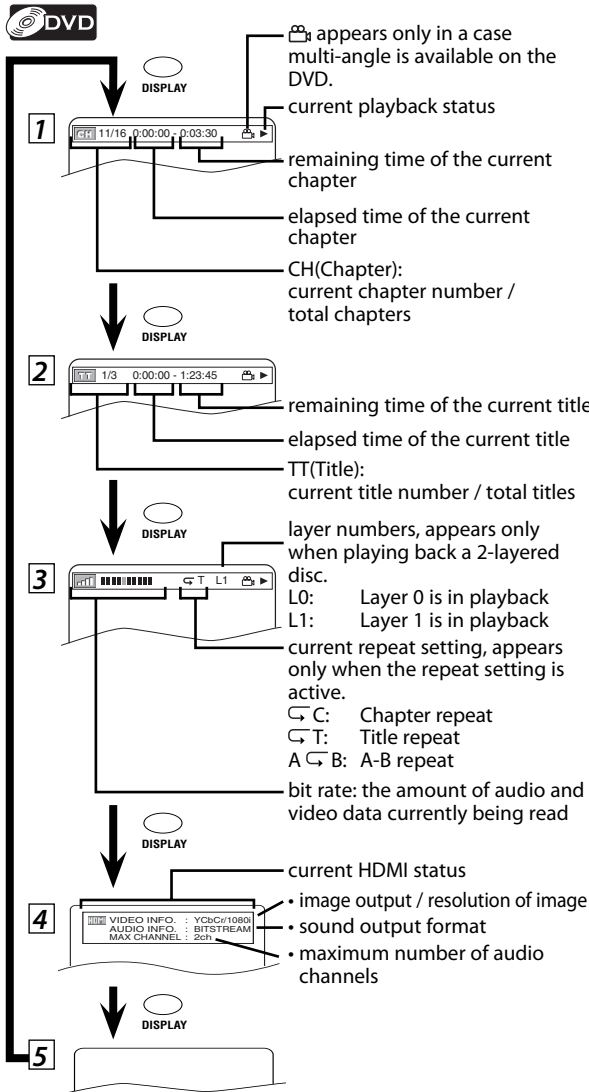 DVD
DISPLAY
appears only in a case
multi-angle is available on the
DVD.
current playback status
1
CH 11/16 0:00:00 - 0:03:30
remaining time of the current
chapter
elapsed time of the current
chapter
CH(Chapter):
current chapter number /
total chapters
DISPLAY
2
TT 1/3 0:00:00 - 1:23:45
remaining time of the current title
elapsed time of the current title
TT(Title):
current title number / total titles
DISPLAY
layer numbers, appears only
when playing back a 2-layered
disc.
L0: Layer 0 is in playback
L1: Layer 1 is in playback
3
T L1
current repeat setting, appears
only when the repeat setting is
active.
C: Chapter repeat
T: Title repeat
A B: A-B repeat
bit rate: the amount of audio and
video data currently being read
DISPLAY
current HDMI status
4
HDMI VIDEO INFO. : YCbCr/1080i
AUDIO INFO. : BITSTREAM
MAX CHANNEL : 2ch
• image output / resolution of image
• sound output format
• maximum number of audio
channels
DISPLAY
5